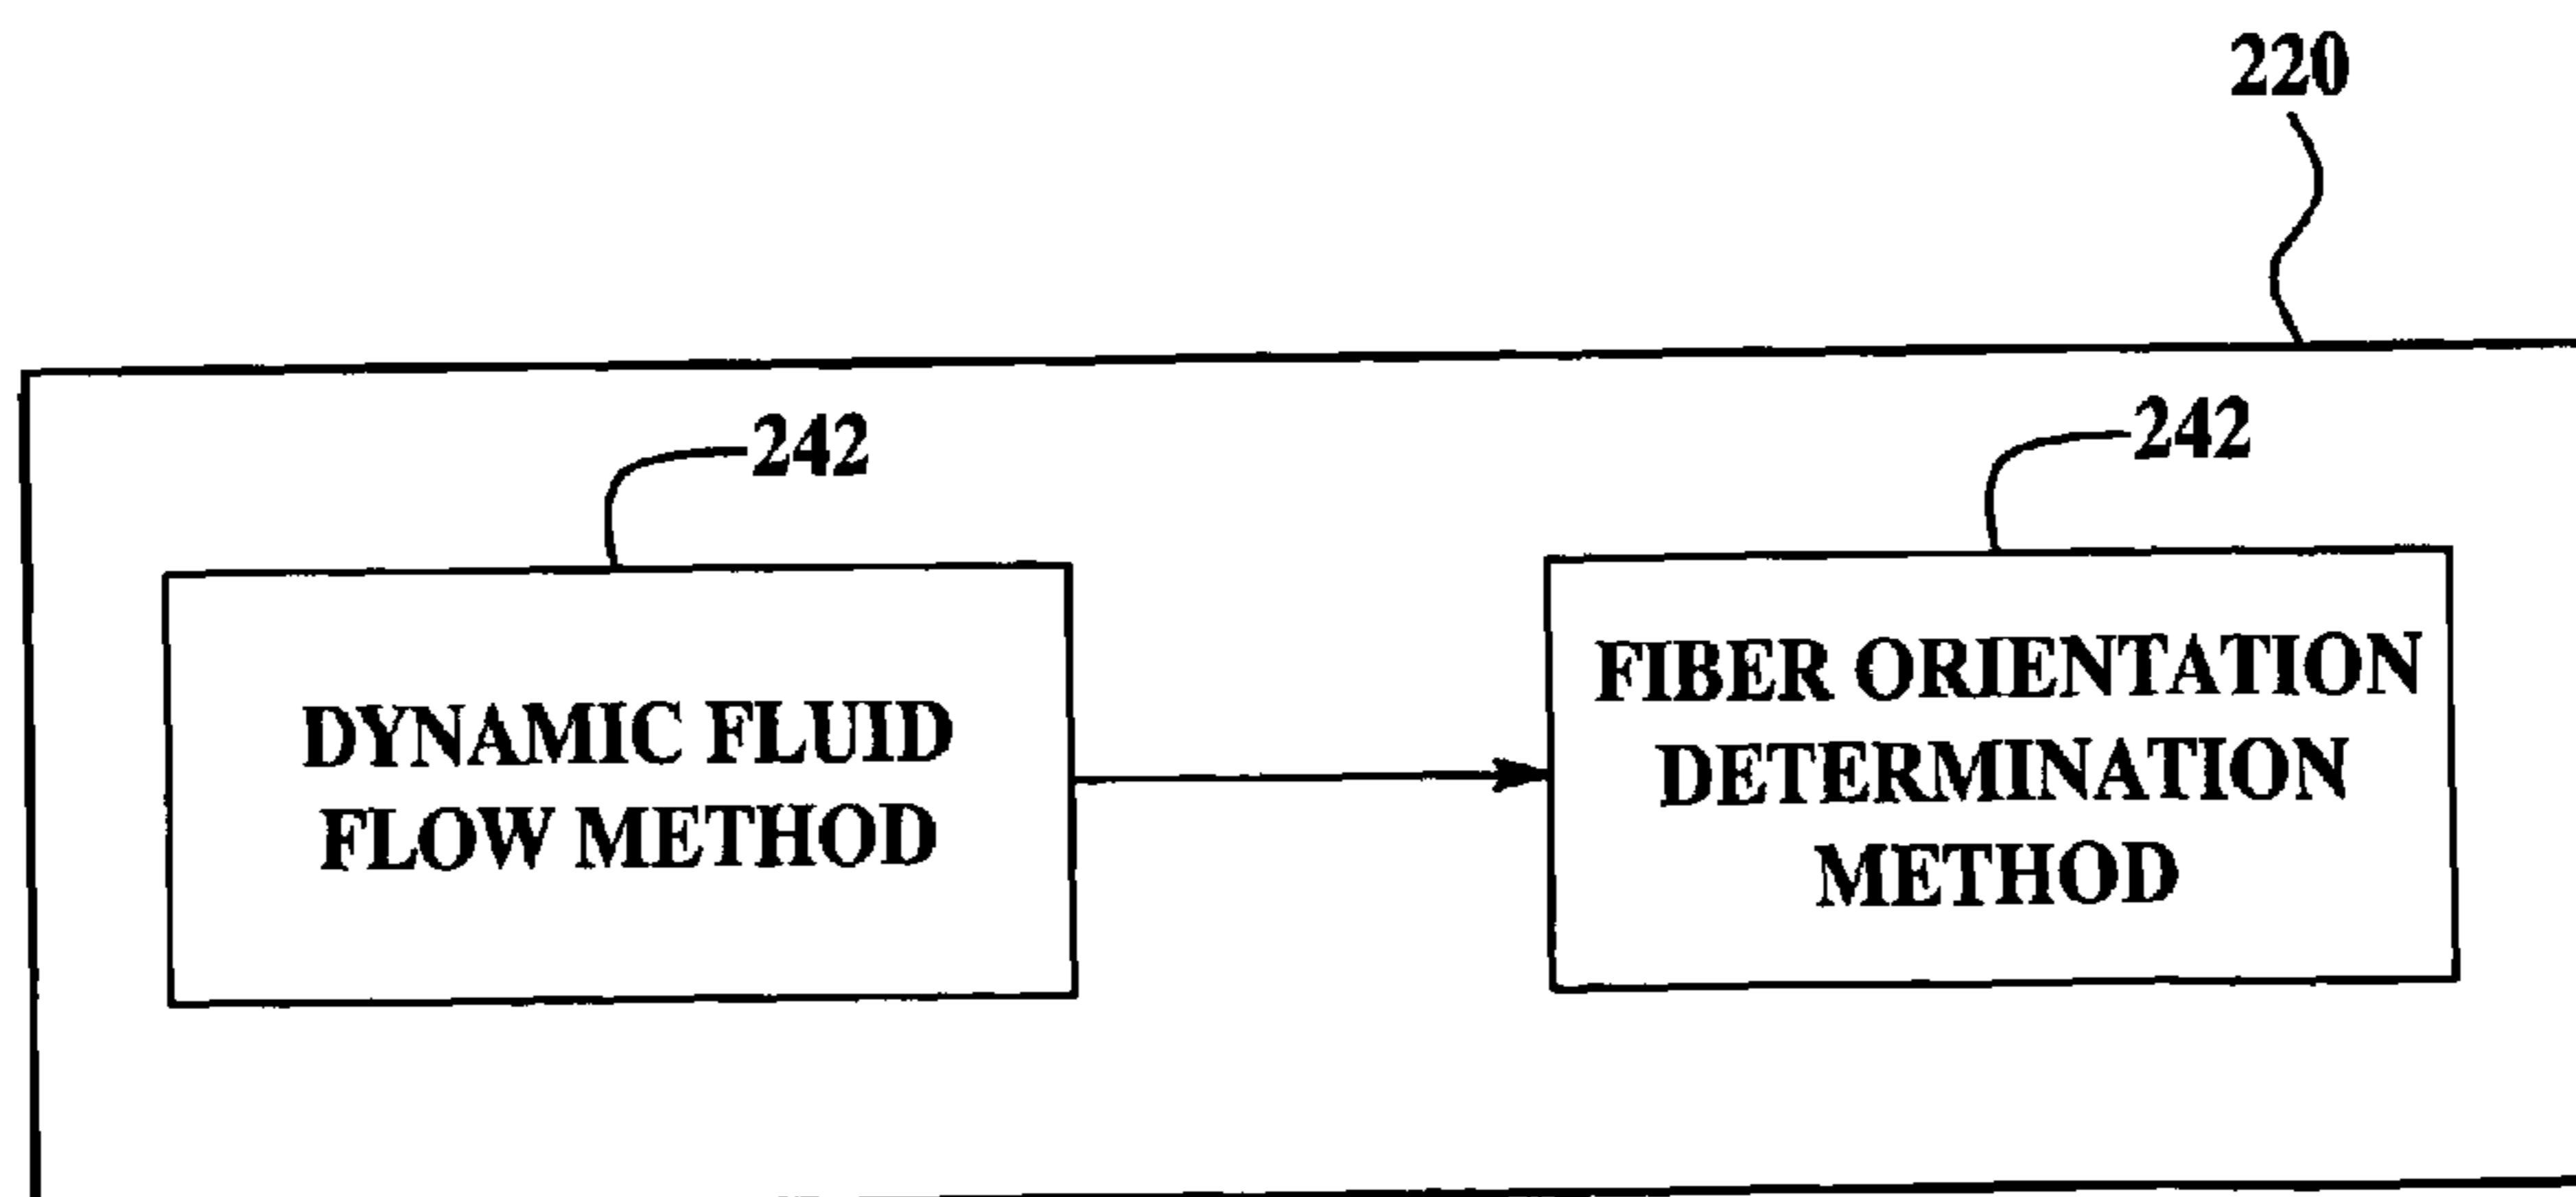 220
242
242
DYNAMIC FLUID
FLOW METHOD
FIBER ORIENTATION
DETERMINATION
METHOD